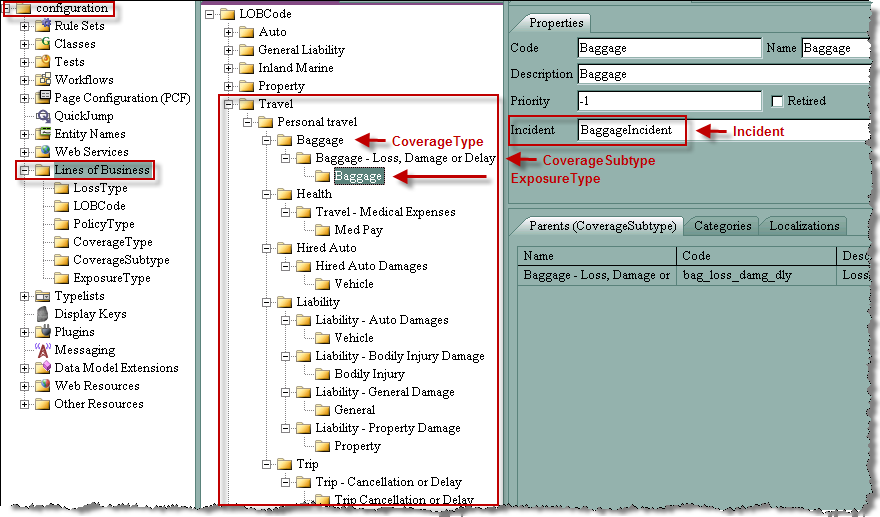 configuration
Rule Sets
Classes
Tests
Workflows
Page Configuration (PCF)
QuickJump
Entity Names
Web Services
Lines of Business
LossType
LOBCode
PolicyType
CoverageType
CoverageSubtype
ExposureType
Typelists
Display Keys
Plugins
Messaging
Data Model Extensions
Web Resources
Other Resources
LOBCode
Auto
General Liability
Inland Marine
Property
Travel
Personal travel
Baggage
CoverageType
Baggage - Loss, Damage or Delay
CoverageSubtype
Baggage
ExposureType
Health
Travel - Medical Expenses
Med Pay
Hired Auto
Hired Auto Damages
Vehicle
Liability
Liability - Auto Damages
Vehicle
Liability - Bodily Injury Damage
Bodily Injury
Liability - General Damage
General
Liability - Property Damage
Property
Trip
Trip - Cancellation or Delay
Trip Cancellation or Delay
Properties
Code Baggage Name Baggage
Description Baggage
Priority -1 Retired
Incident BaggageIncident Incident
Parents (CoverageSubtype) Categories Localizations
Name Code Desc
Baggage - Loss, Damage or bag_loss_damg_dly Loss